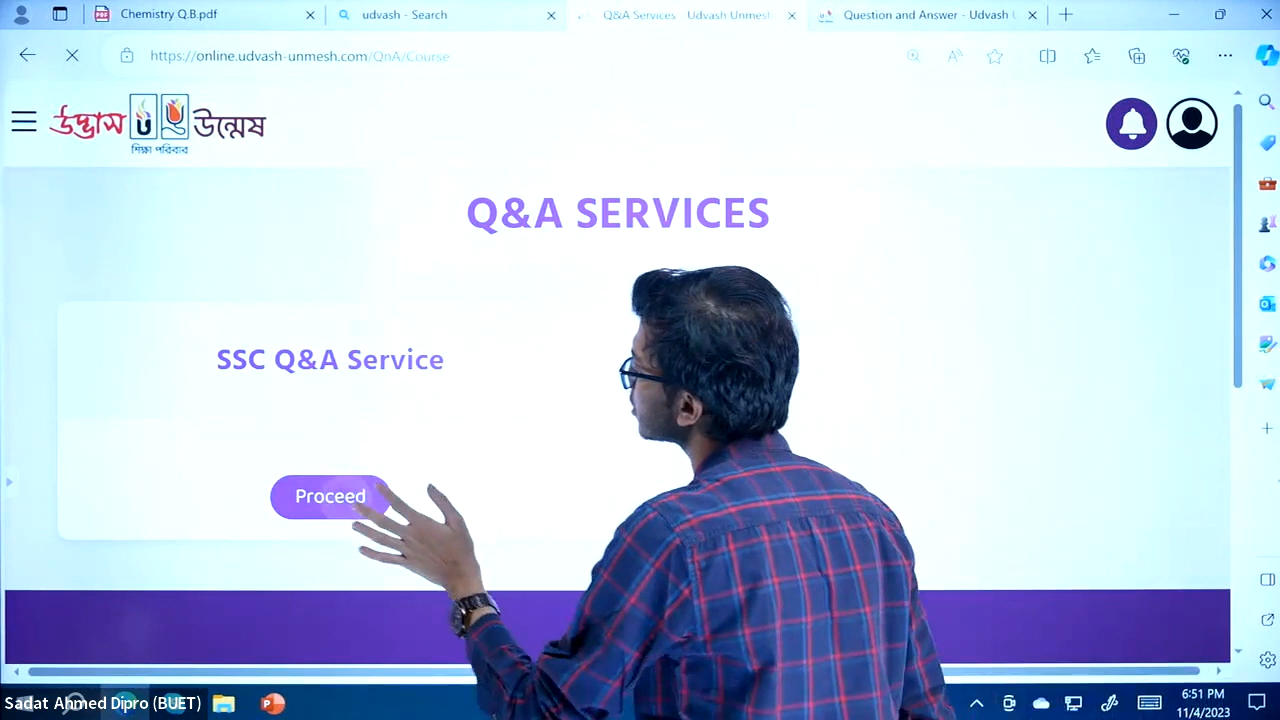 Chemistry Q.B.pdf
udvash - Search
Q&A Services Udvash Unmesh
Question and Answer - Udvash U
https://online.udvash-unmesh.com/QnA/Course
উদ্ভাস
উন্মেষ
শিক্ষা পরিবার
Q&A SERVICES
SSC Q&A Service
Proceed
Sadat Ahmed Dipro (BUET)
6:51 PM
11/4/2023